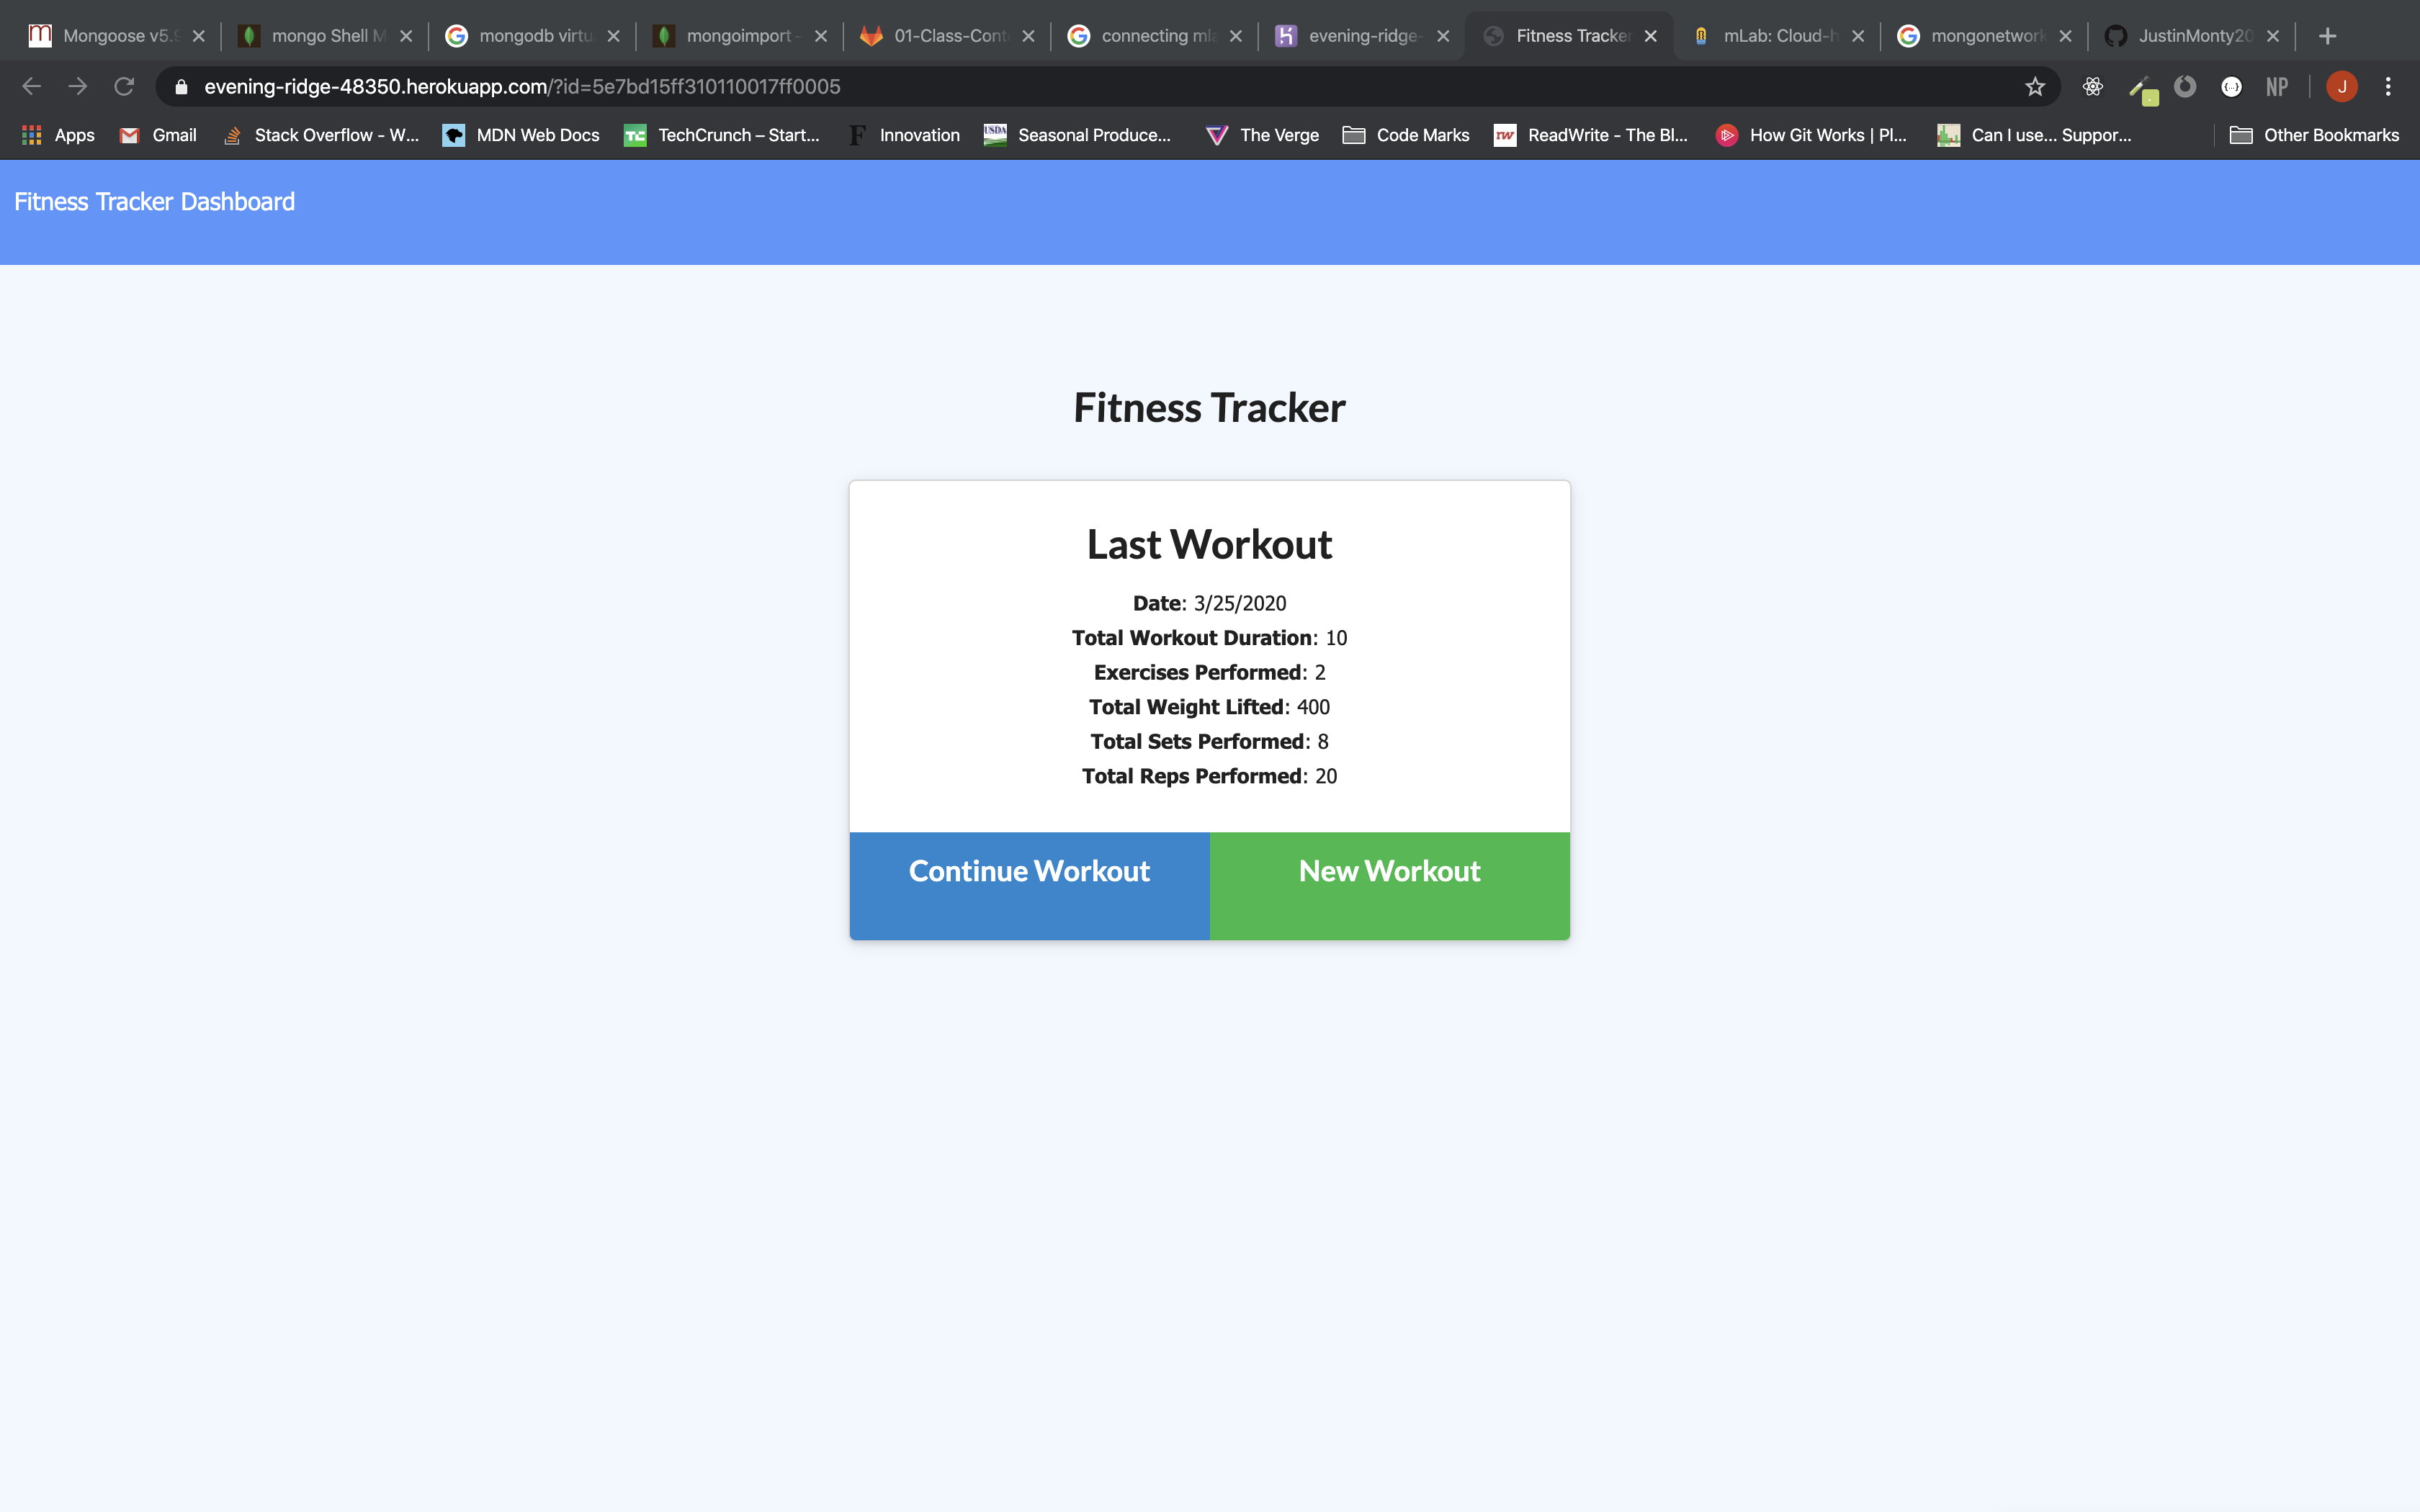 Mongoose v5.9 mongo Shell M mongodb virtu mongoimport - 01-Class-Cont connecting mla evening-ridge- Fitness Tracker mLab: Cloud-h mongonetwork JustinMonty20
evening-ridge-48350.herokuapp.com/?id=5e7bd15ff310110017ff0005 NP J
Apps Gmail Stack Overflow - W... MDN Web Docs TechCrunch – Start... Innovation Seasonal Produce... The Verge Code Marks ReadWrite - The Bl... How Git Works | Pl... Can I use... Suppor... Other Bookmarks
Fitness Tracker Dashboard
Fitness Tracker
Last Workout
Date: 3/25/2020
Total Workout Duration: 10
Exercises Performed: 2
Total Weight Lifted: 400
Total Sets Performed: 8
Total Reps Performed: 20
Continue Workout New Workout